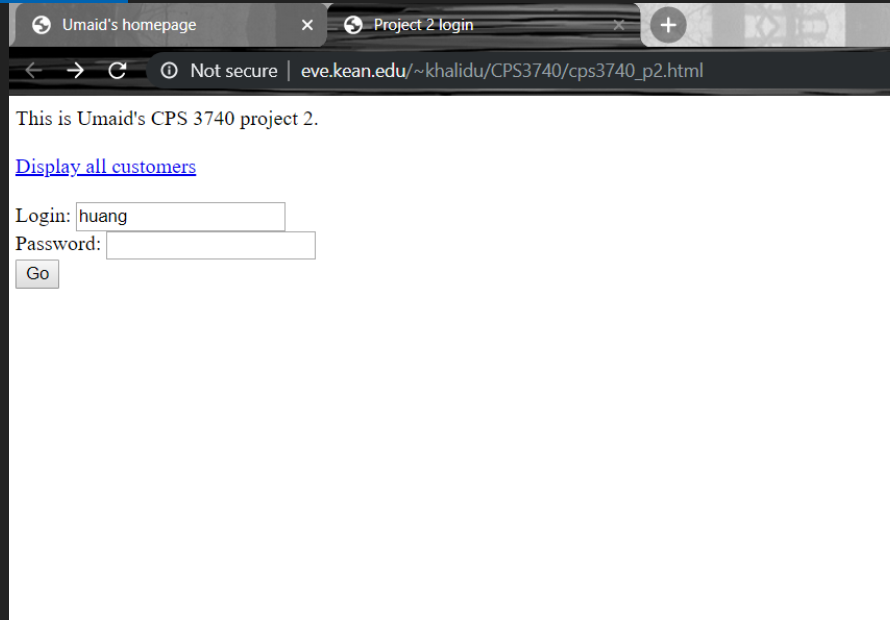 Umaid's homepage
Project 2 login
Not secure | eve.kean.edu/~khalidu/CPS3740/cps3740_p2.html
This is Umaid's CPS 3740 project 2.
Display all customers
Login: huang
Password:
Go